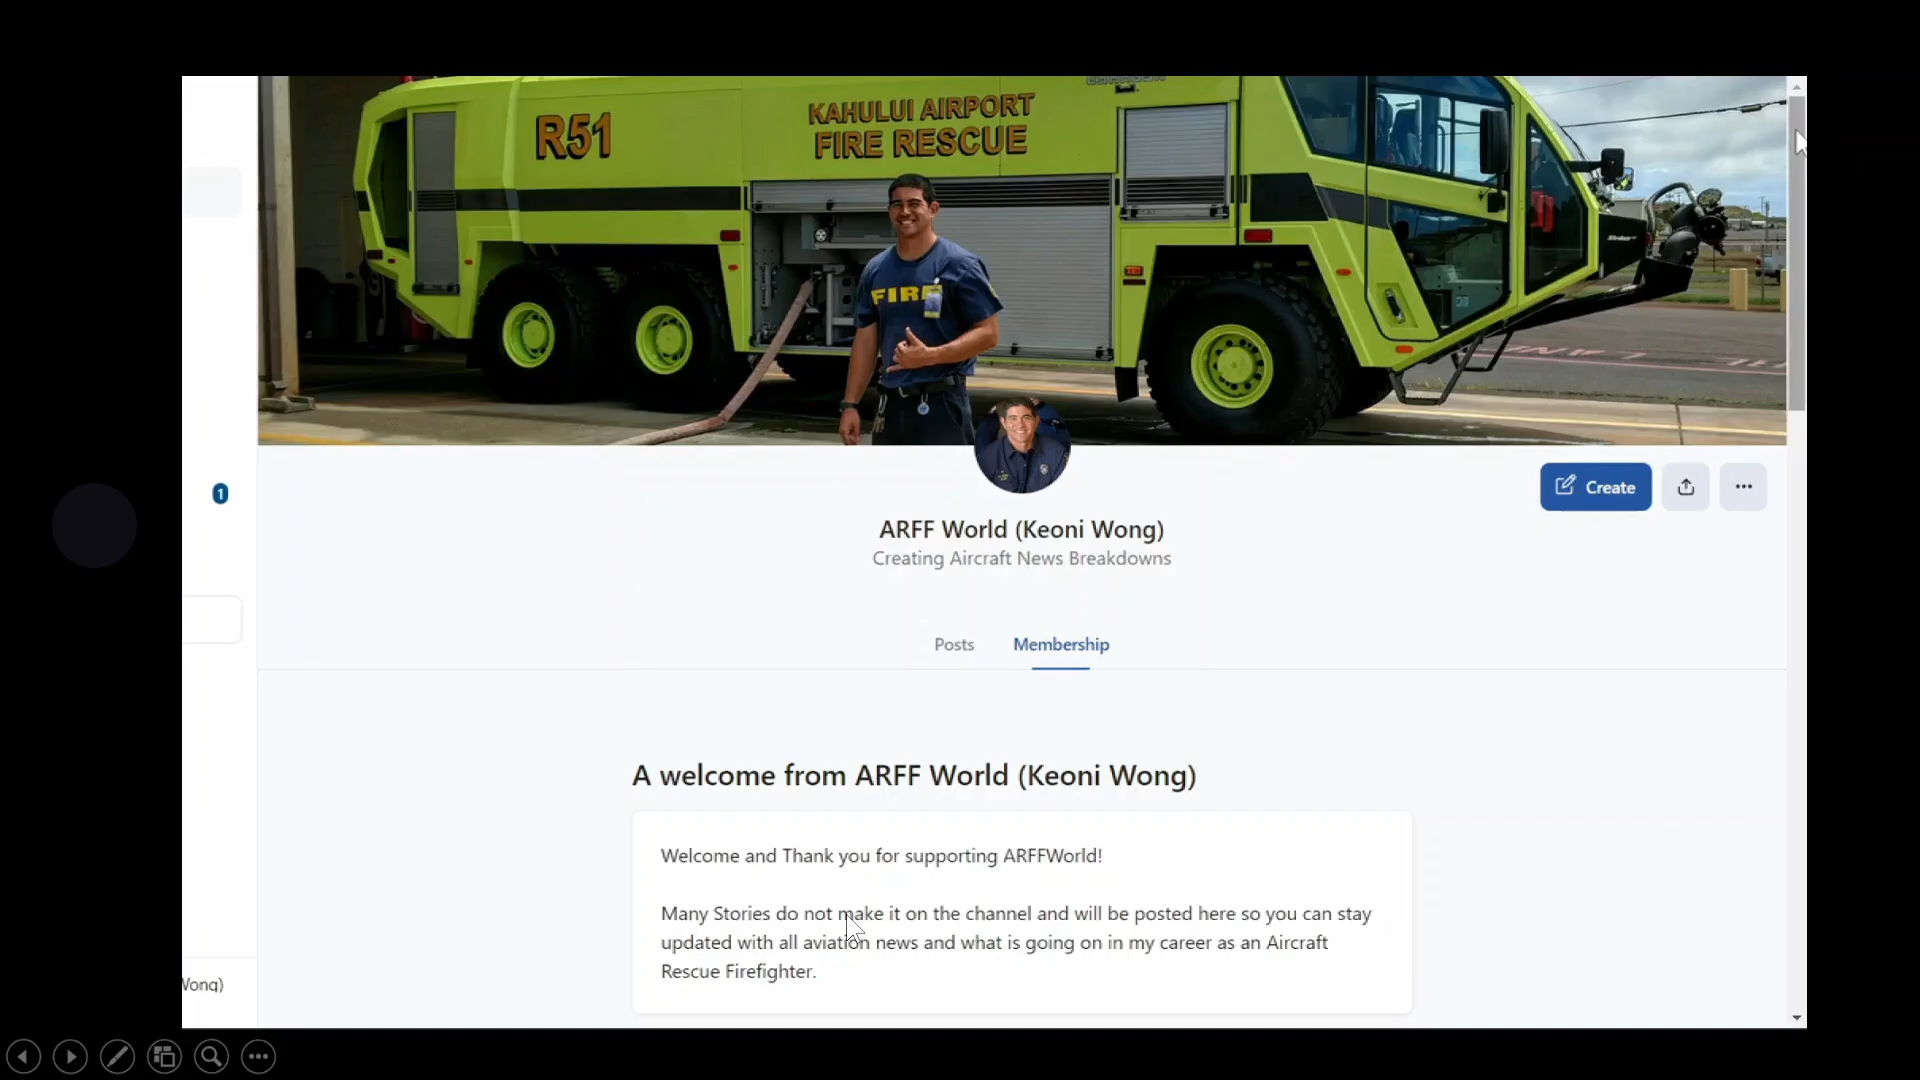 R51
KAHULUI AIRPORT
FIRE RESCUE
FIRE
1
Create
ARFF World (Keoni Wong)
Creating Aircraft News Breakdowns
Posts
Membership
A welcome from ARFF World (Keoni Wong)
Welcome and Thank you for supporting ARFFWorld!
Many Stories do not make it on the channel and will be posted here so you can stay
updated with all aviation news and what is going on in my career as an Aircraft
Rescue Firefighter.
Wong)